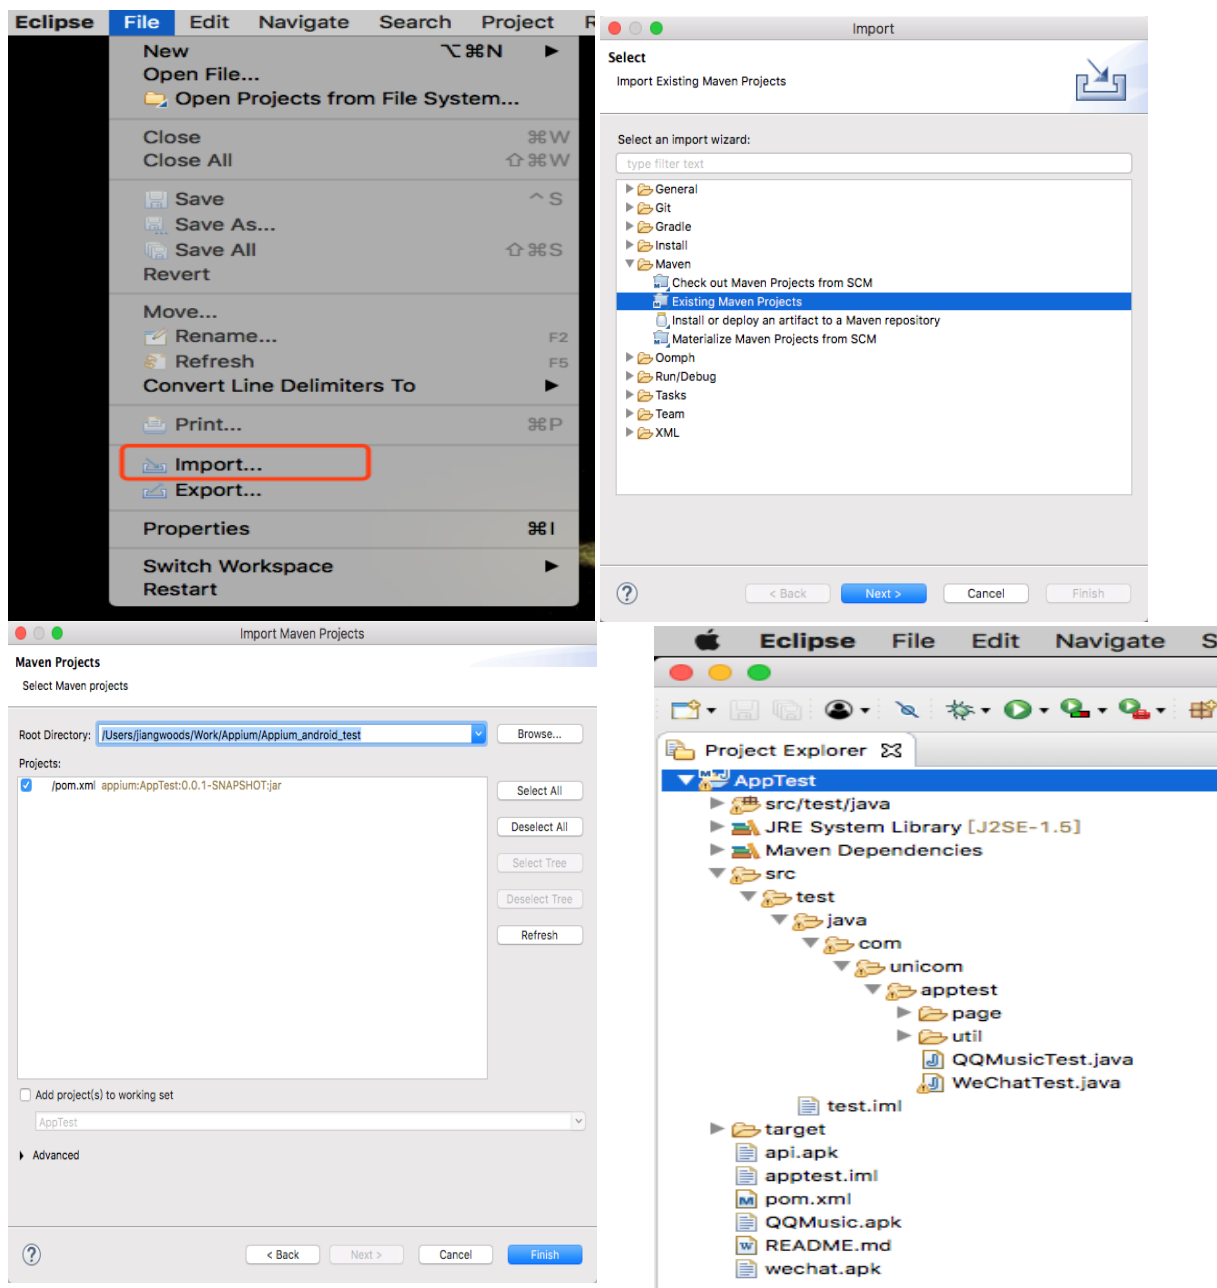 Eclipse File Edit Navigate Search Project
New ⌥⌘N
Open File...
Open Projects from File System...
Close ⌘W
Close All ⇧⌘W
Save ^S
Save As...
Save All ⇧⌘S
Revert
Move...
Rename... F2
Refresh F5
Convert Line Delimiters To
Print... ⌘P
Import...
Export...
Properties ⌘I
Switch Workspace
Restart
Import
Select
Import Existing Maven Projects
Select an import wizard:
type filter text
General
Git
Gradle
Install
Maven
Check out Maven Projects from SCM
Existing Maven Projects
Install or deploy an artifact to a Maven repository
Materialize Maven Projects from SCM
Oomph
Run/Debug
Tasks
Team
XML
< Back Next > Cancel Finish
Import Maven Projects
Maven Projects
Select Maven projects
Root Directory: /Users/jiangwoods/Work/Appium/Appium_android_test Browse...
Projects:
/pom.xml appium:AppTest:0.0.1-SNAPSHOT:jar
Select All
Deselect All
Select Tree
Deselect Tree
Refresh
Add project(s) to working set
AppTest
Advanced
< Back Next > Cancel Finish
Eclipse File Edit Navigate S
Project Explorer
AppTest
src/test/java
JRE System Library [J2SE-1.5]
Maven Dependencies
src
test
java
com
unicom
apptest
page
util
QQMusicTest.java
WeChatTest.java
test.iml
target
api.apk
apptest.iml
pom.xml
QQMusic.apk
README.md
wechat.apk